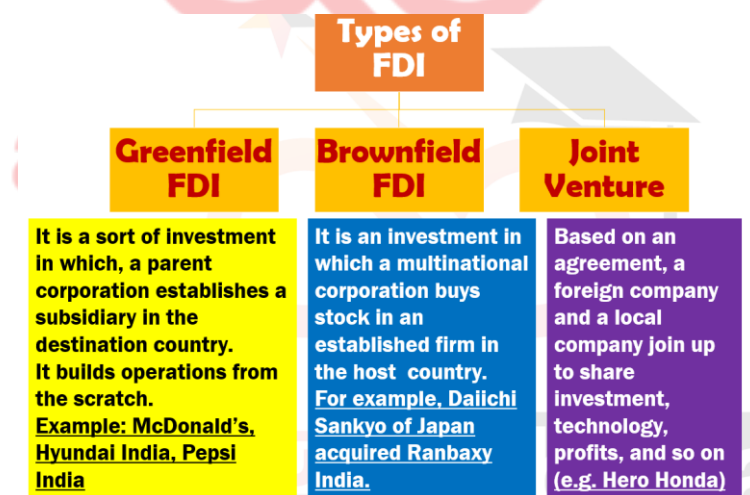 Types of
FDI
Greenfield
FDI
Brownfield
FDI
Joint
Venture
It is a sort of investment
in which, a parent
corporation establishes a
subsidiary in the
destination country.
It builds operations from
the scratch.
Example: McDonald's,
Hyundai India, Pepsi
India
It is an investment in
which a multinational
corporation buys
stock in an
established firm in
the host country.
For example, Daiichi
Sankyo of Japan
acquired Ranbaxy
India.
Based on an
agreement, a
foreign company
and a local
company join up
to share
investment,
technology,
profits, and so on
(e.g. Hero Honda)